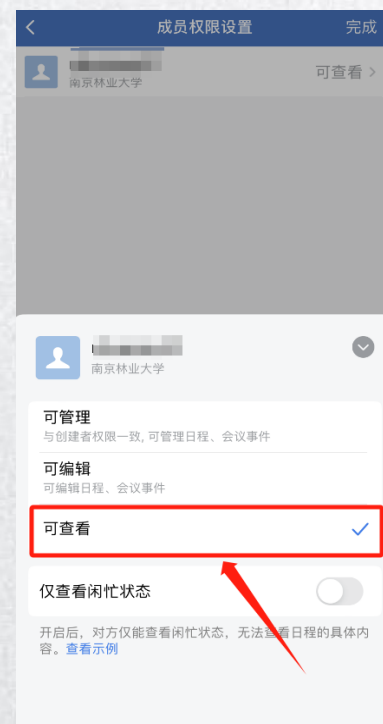 成员权限设置
完成
南京林业大学
可查看
南京林业大学
可管理
与创建者权限一致, 可管理日程、会议事件
可编辑
可编辑日程、会议事件
可查看
仅查看闲忙状态
开启后，对方仅能查看闲忙状态，无法查看日程的具体内
容。查看示例